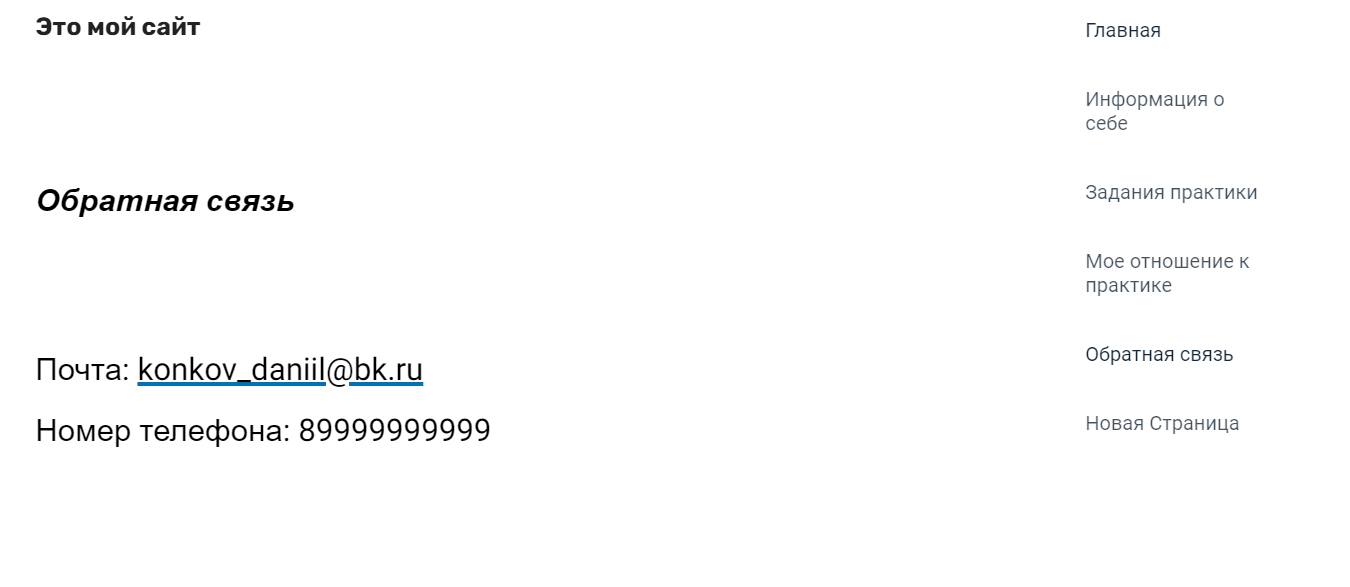 Это мой сайт
Главная
Информация о
себе
Задания практики
Мое отношение к
практике
Обратная связь
Новая Страница
Обратная связь
Почта: konkov_daniil@bk.ru
Номер телефона: 89999999999